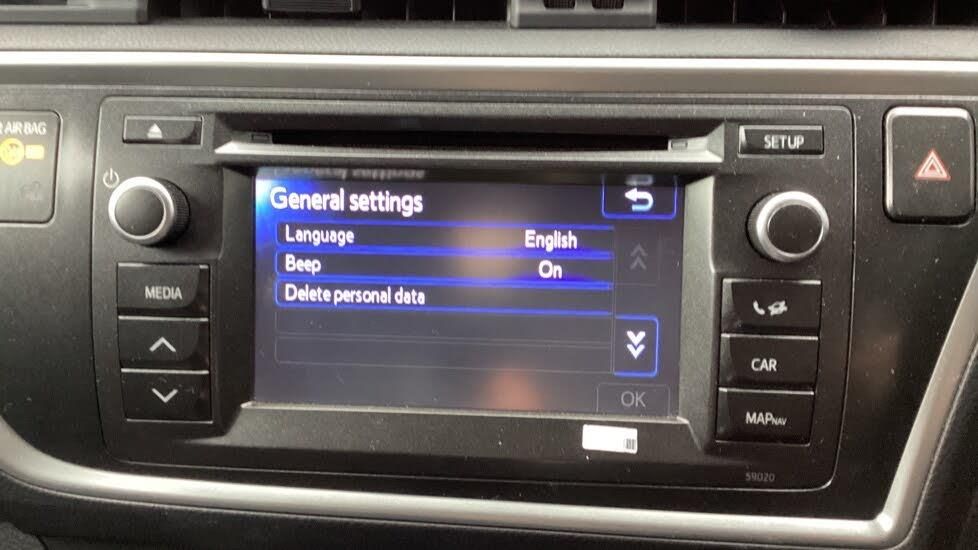 AIR BAG
SETUP
General settings
Language English
Beep On
Delete personal data
OK
MEDIA
CAR
MAP NAV
59020